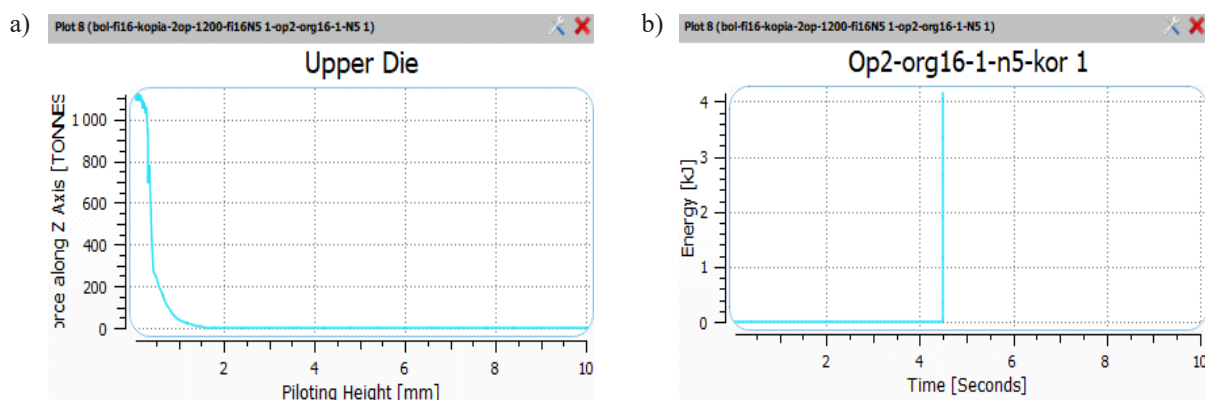 a)
Plot 8 (bol-fi16-kopia-2op-1200-fi16N5 1-op2-org16-1-N5 1)
Upper Die
orce along Z Axis [TONNES
1 000
800
600
400
200
0
2
4
6
8
10
Piloting Height [mm]
b)
Plot 8 (bol-fi16-kopia-2op-1200-fi16N5 1-op2-org16-1-N5 1)
Op2-org16-1-n5-kor 1
Energy [kJ]
4
3
2
1
0
2
4
6
8
10
Time [Seconds]